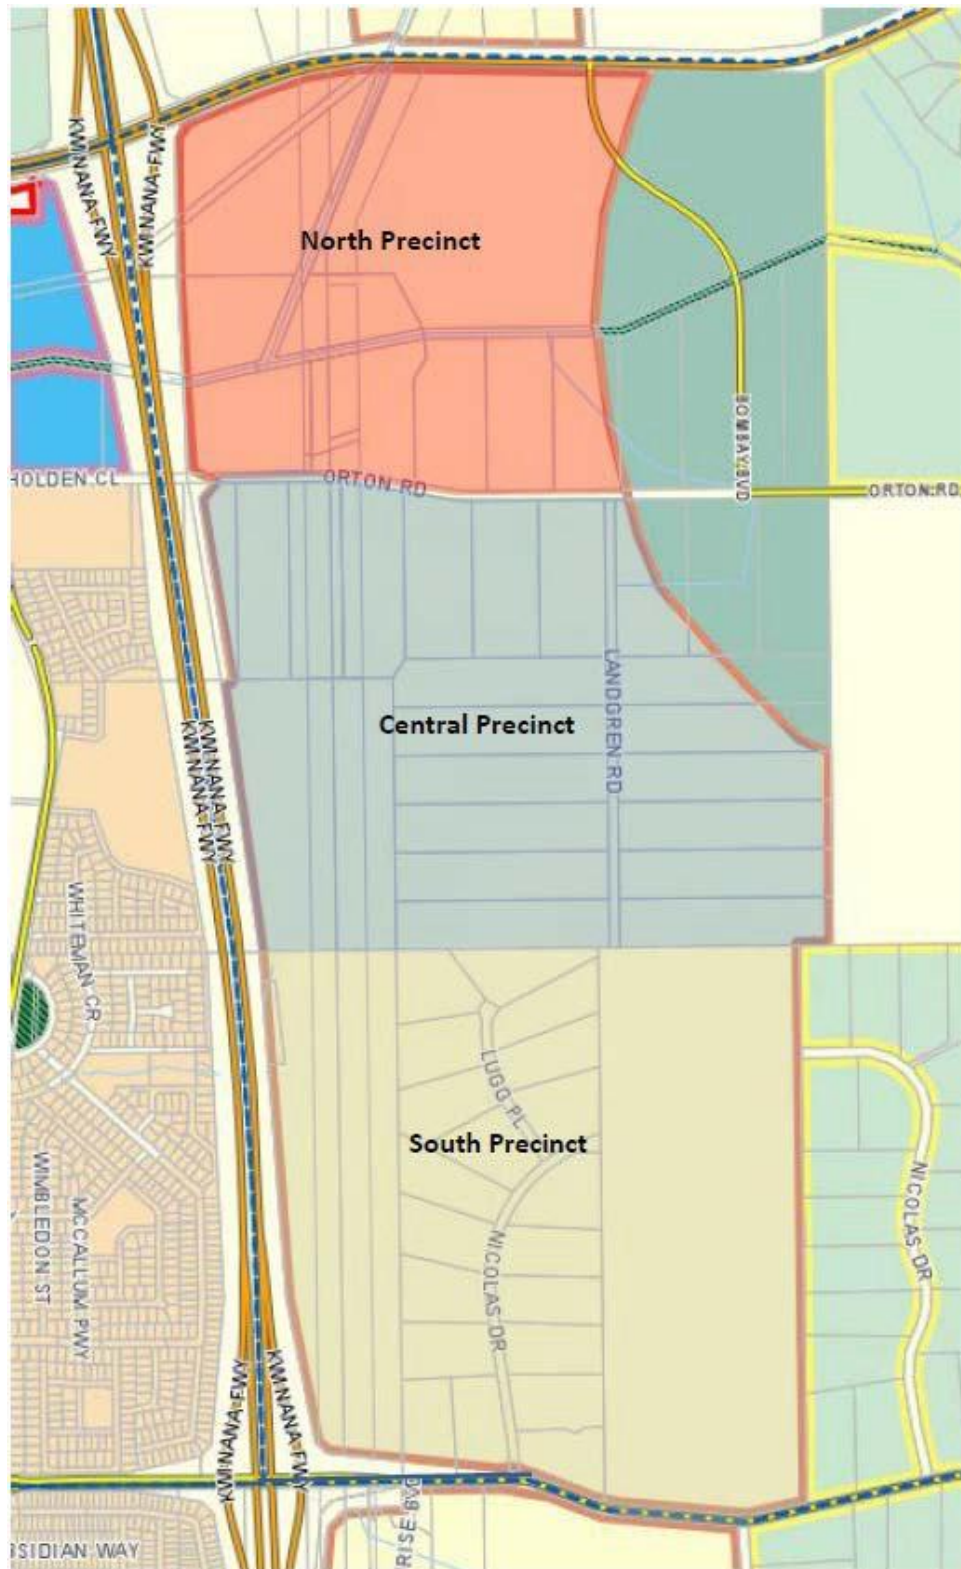 KWINANA FWY
KWINANA FWY
North Precinct
BOMBAY BVD
HOLDEN CL
ORTON RD
ORTON RD
LANDGREN RD
Central Precinct
KWINANA FWY
KWINANA FWY
WHITEMAN CR
LUGG PL
South Precinct
WIMBLEDON ST
MCCALLUM PWY
NICOLAS DR
NICOLAS DR
KWINANA FWY
KWINANA FWY
RISE B
SIDIAN WAY